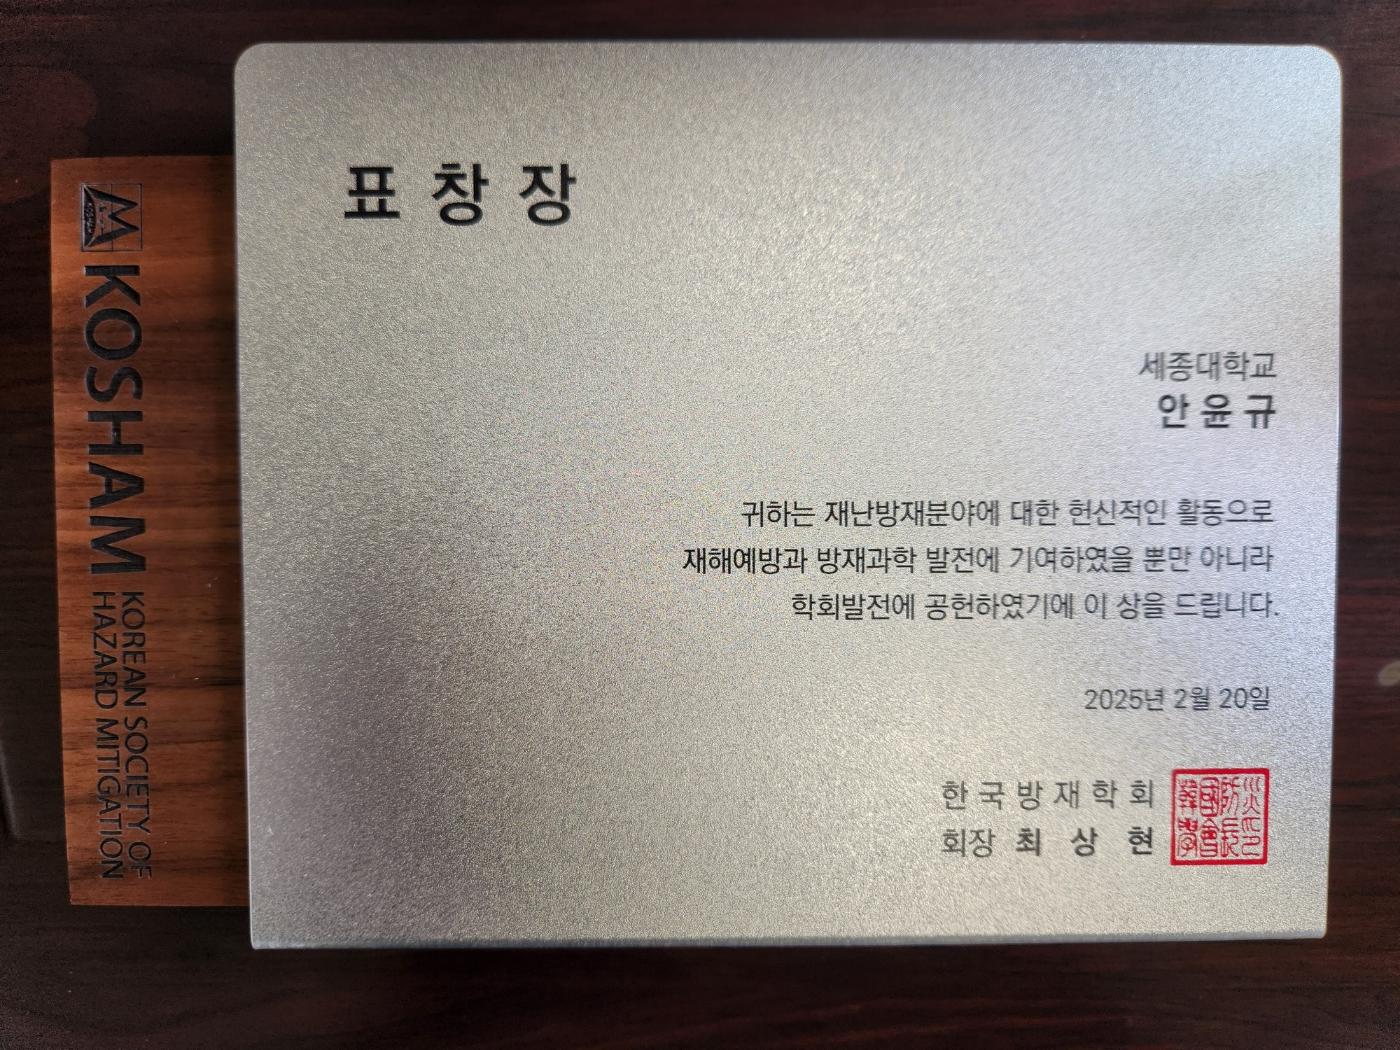 표 창 장
세종대학교
안 윤 규
귀하는 재난방재분야에 대한 헌신적인 활동으로
재해예방과 방재과학 발전에 기여하였을 뿐만 아니라
학회발전에 공헌하였기에 이 상을 드립니다.
2025년 2월 20일
한 국 방 재 학 회
회장 최 상 현
KOSHAM
KOREAN SOCIETY OF
HAZARD MITIGATION